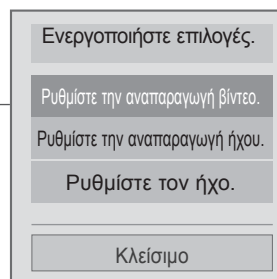 Ενεργοποιήστε επιλογές.
Ρυθμίστε την αναπαραγωγή βίντεο.
Ρυθμίστε την αναπαραγωγή ήχου.
Ρυθμίστε τον ήχο.
Κλείσιμο